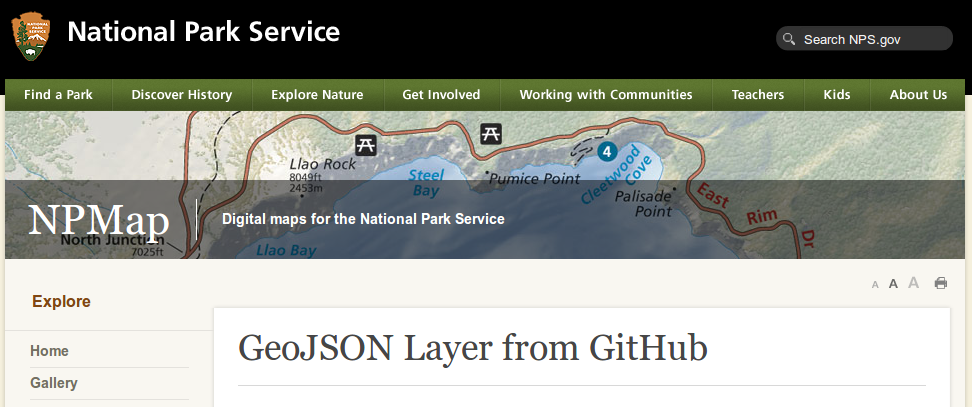 NATIONAL
PARK
SERVICE
National Park Service
Search NPS.gov
Find a Park
Discover History
Explore Nature
Get Involved
Working with Communities
Teachers
Kids
About Us
4
Llao Rock
8049ft
2453m
Steel
Bay
Pumice Point
Cleetwood
Cove
Palisade
Point
East
Rim
Dr
NPMap
Digital maps for the National Park Service
North Junction
7025ft
Llao Bay
A A A
Explore
GeoJSON Layer from GitHub
Home
Gallery